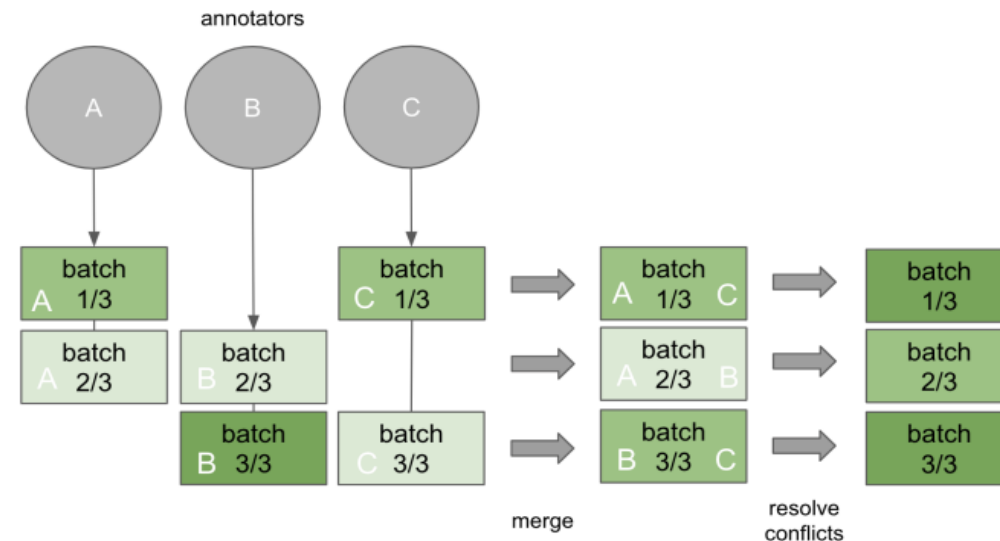 annotators
A
B
C
batch
A 1/3
batch
C 1/3
batch
A 1/3 C
batch
1/3
batch
A 2/3
batch
B 2/3
batch
A 2/3 B
batch
2/3
batch
B 3/3
batch
C 3/3
batch
B 3/3 C
batch
3/3
merge
resolve
conflicts